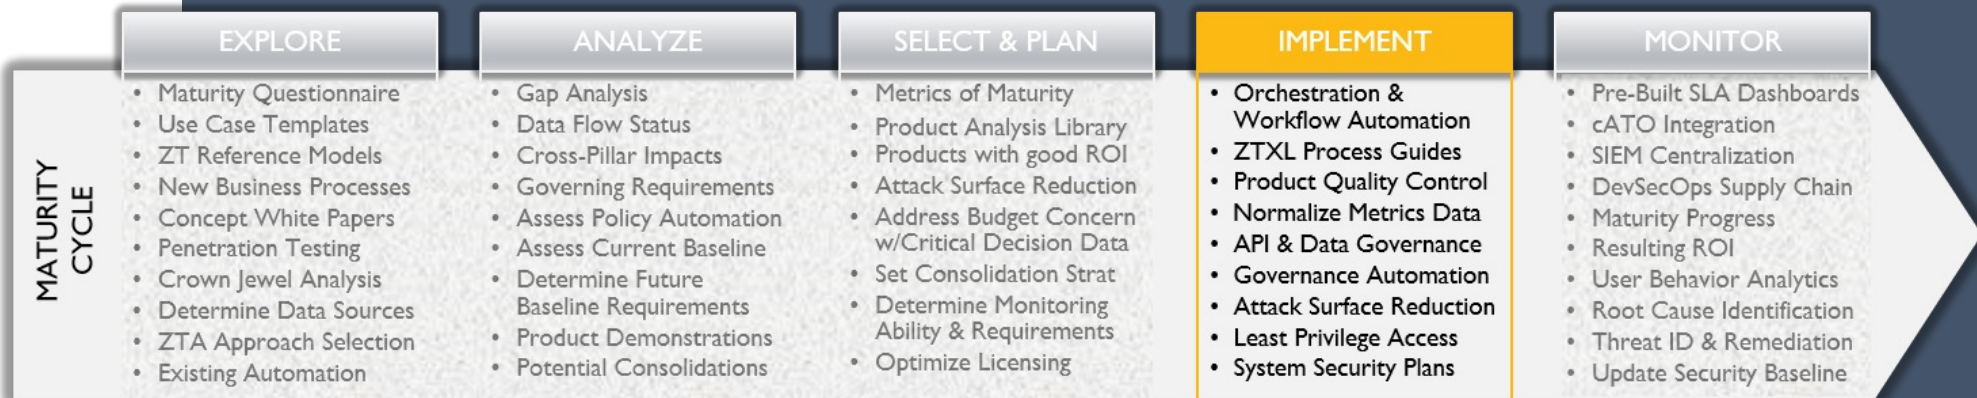 MATURITY
CYCLE
EXPLORE
• Maturity Questionnaire
• Use Case Templates
• ZT Reference Models
• New Business Processes
• Concept White Papers
• Penetration Testing
• Crown Jewel Analysis
• Determine Data Sources
• ZTA Approach Selection
• Existing Automation
ANALYZE
• Gap Analysis
• Data Flow Status
• Cross-Pillar Impacts
• Governing Requirements
• Assess Policy Automation
• Assess Current Baseline
• Determine Future
Baseline Requirements
• Product Demonstrations
• Potential Consolidations
SELECT & PLAN
• Metrics of Maturity
• Product Analysis Library
• Products with good ROI
• Attack Surface Reduction
• Address Budget Concern
w/Critical Decision Data
• Set Consolidation Strat
• Determine Monitoring
Ability & Requirements
• Optimize Licensing
IMPLEMENT
• Orchestration &
Workflow Automation
• ZTXL Process Guides
• Product Quality Control
• Normalize Metrics Data
• API & Data Governance
• Governance Automation
• Attack Surface Reduction
• Least Privilege Access
• System Security Plans
MONITOR
• Pre-Built SLA Dashboards
• cATO Integration
• SIEM Centralization
• DevSecOps Supply Chain
• Maturity Progress
• Resulting ROI
• User Behavior Analytics
• Root Cause Identification
• Threat ID & Remediation
• Update Security Baseline